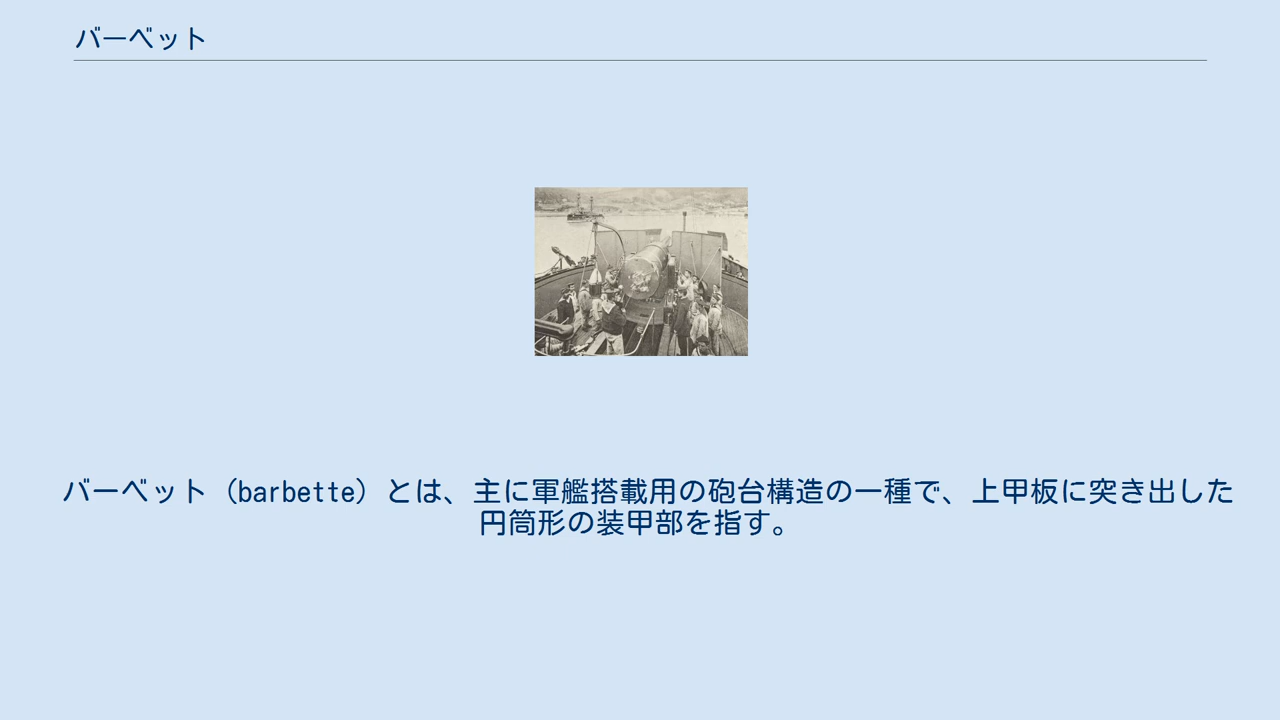 バーベット
バーベット（barbette）とは、主に軍艦搭載用の砲台構造の一種で、上甲板に突き出した
円筒形の装甲部を指す。